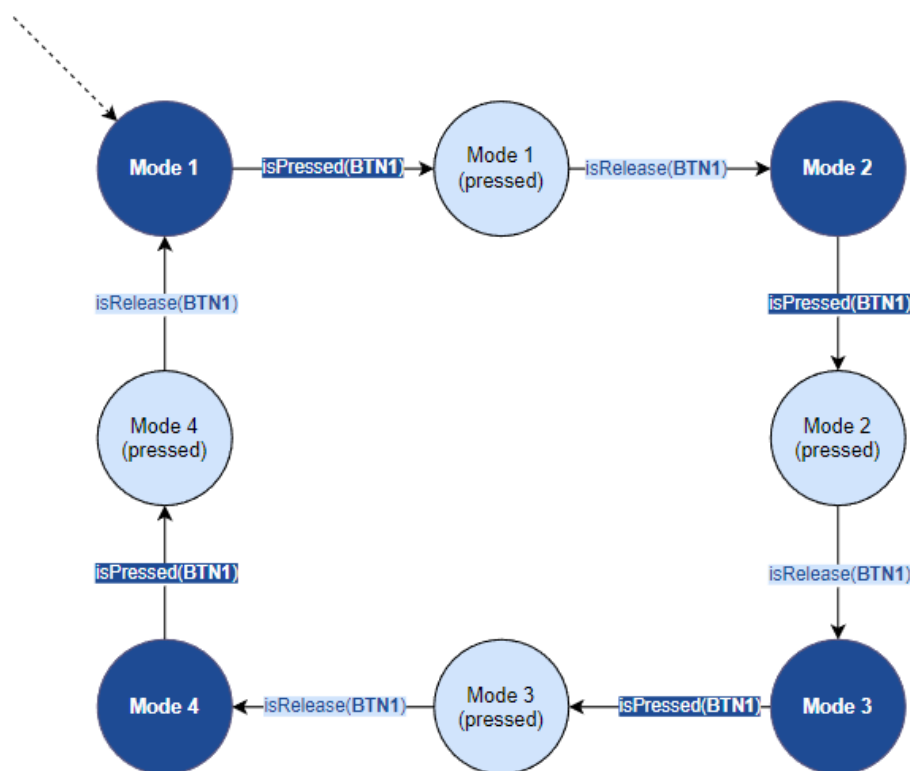 Mode 1
isPressed(BTN1)
Mode 1
(pressed)
isRelease(BTN1)
Mode 2
isPressed(BTN1)
Mode 2
(pressed)
isRelease(BTN1)
Mode 3
isPressed(BTN1)
Mode 3
(pressed)
isRelease(BTN1)
Mode 4
isPressed(BTN1)
Mode 4
(pressed)
isRelease(BTN1)